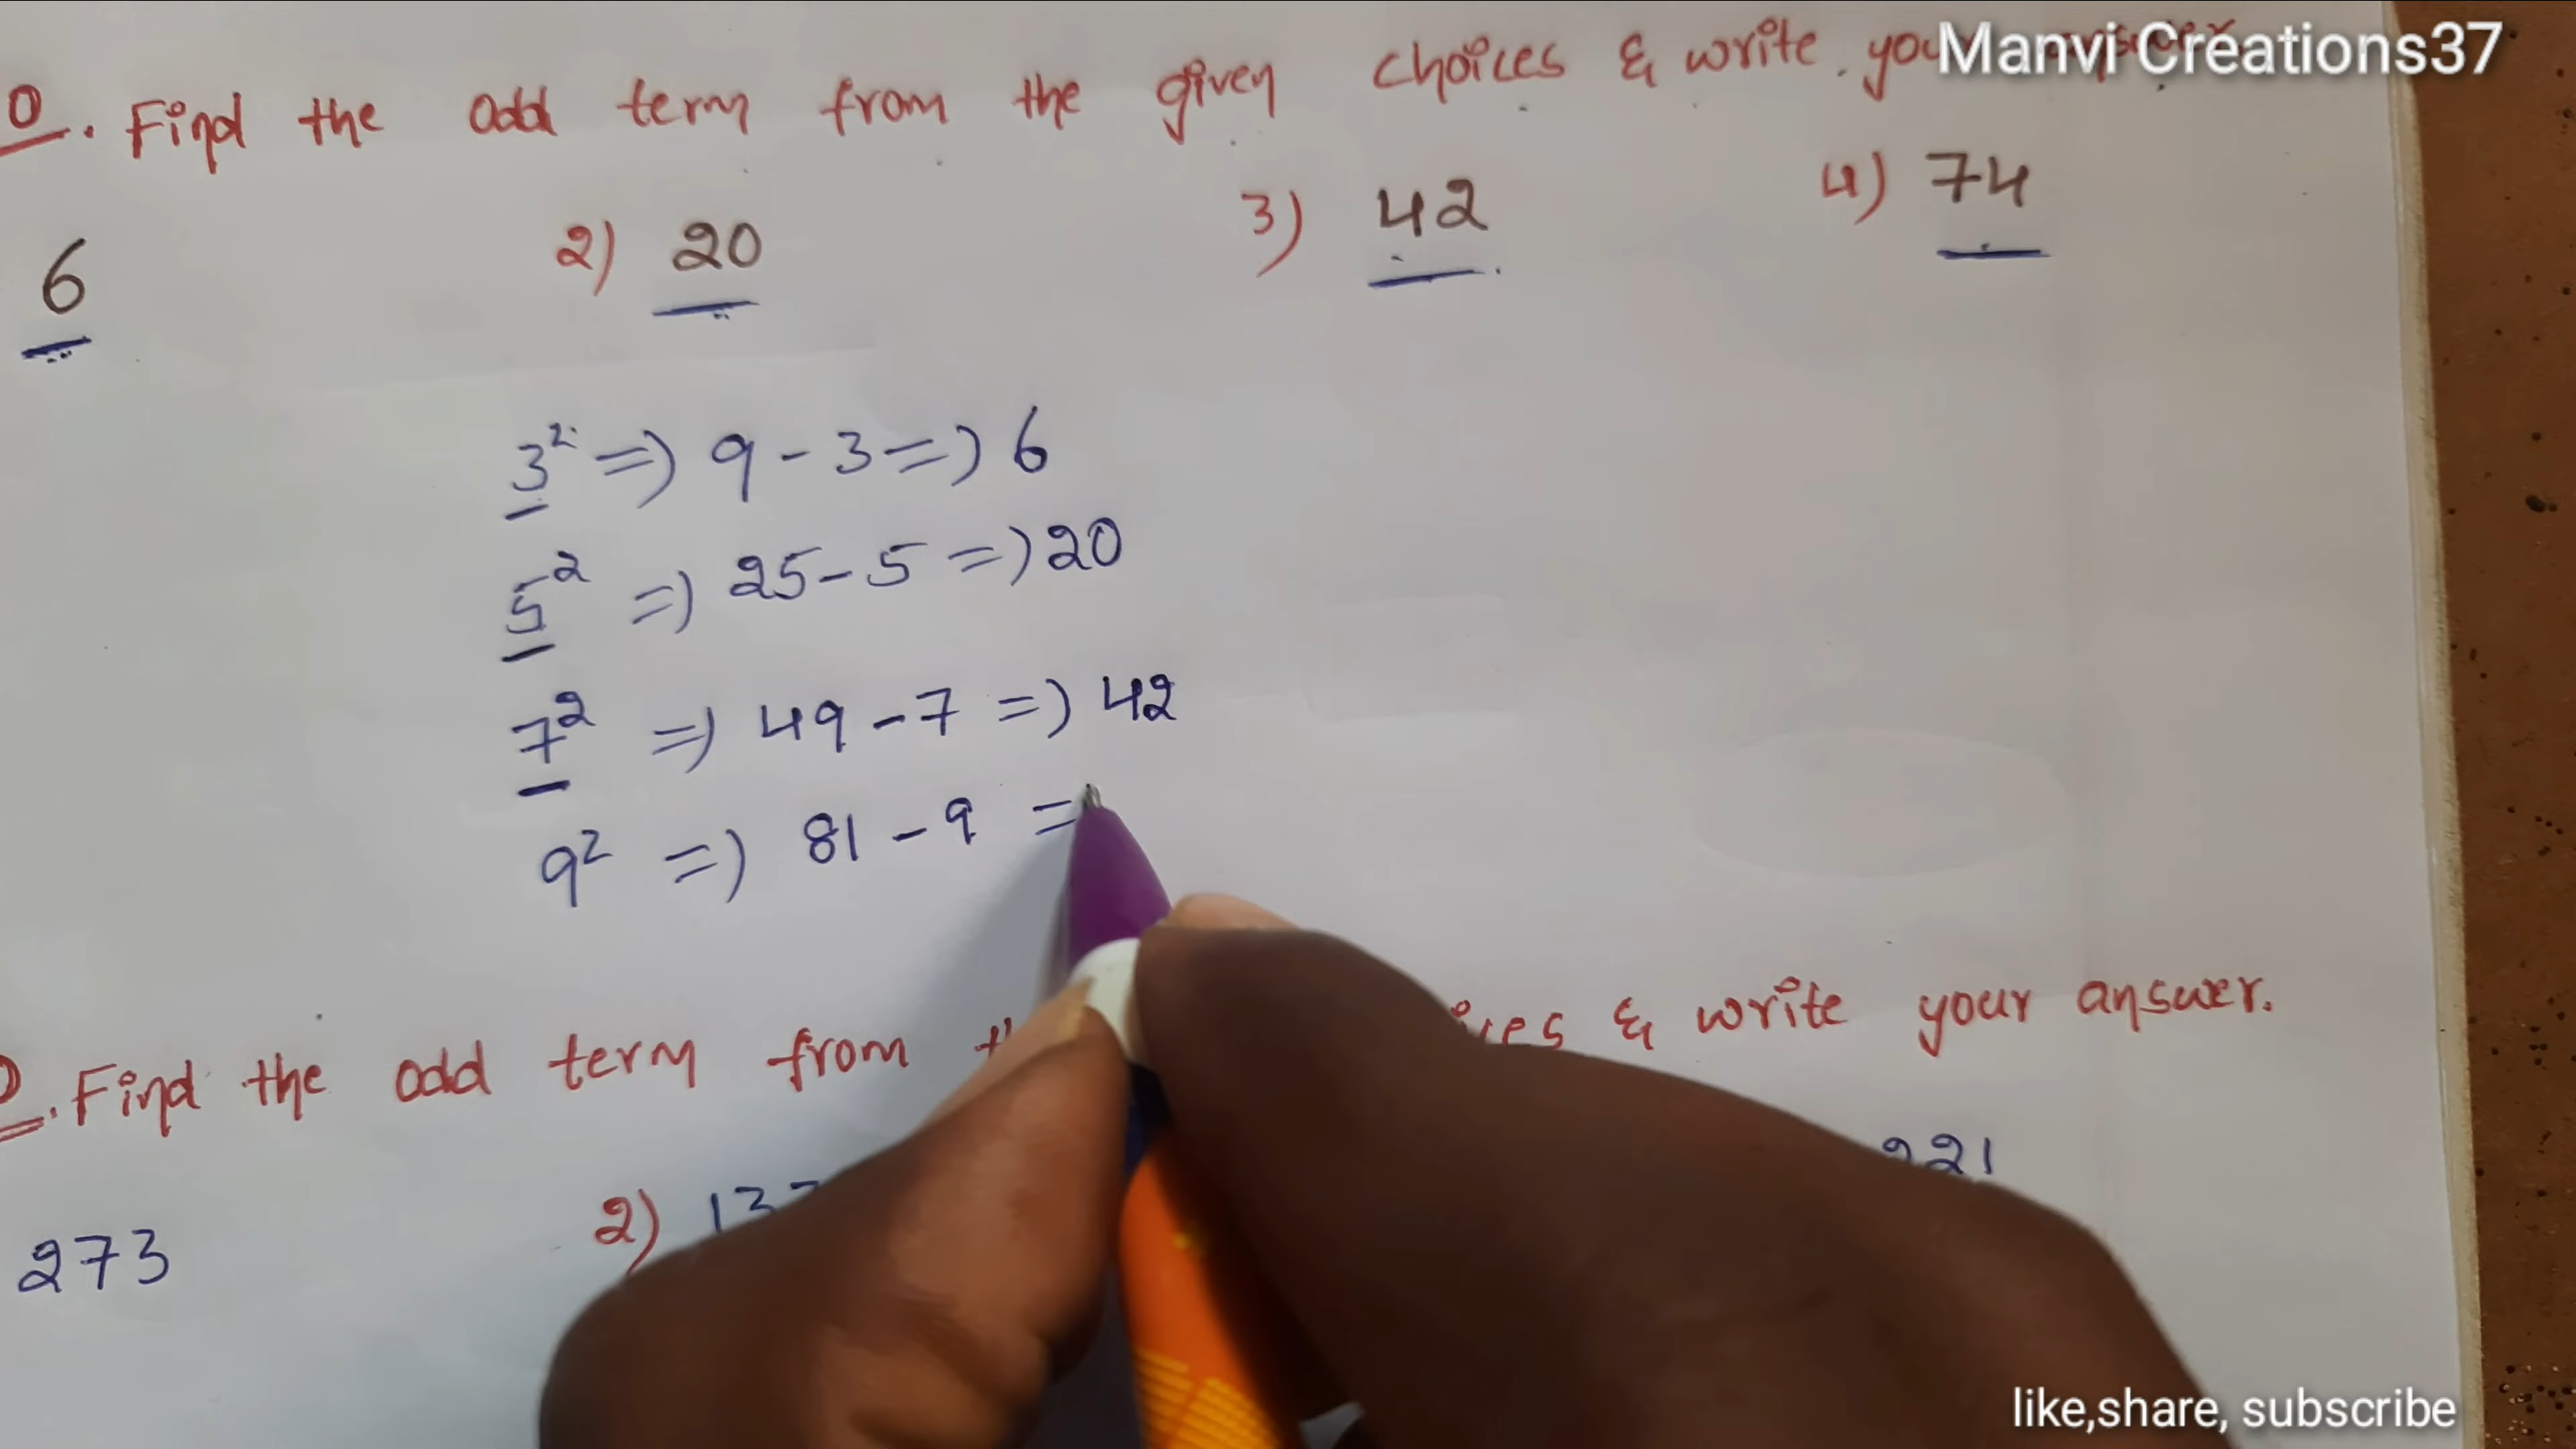 Manvi Creations37
Q. Find the odd term from the given choices & write
6 2) 20 3) 42 4) 74
3² => 9 - 3 => 6
5² => 25 - 5 => 20
7² => 49 - 7 => 42
9² => 81 - 9 =
. Find the odd term from & write your answer.
273 2) 221
like,share, subscribe